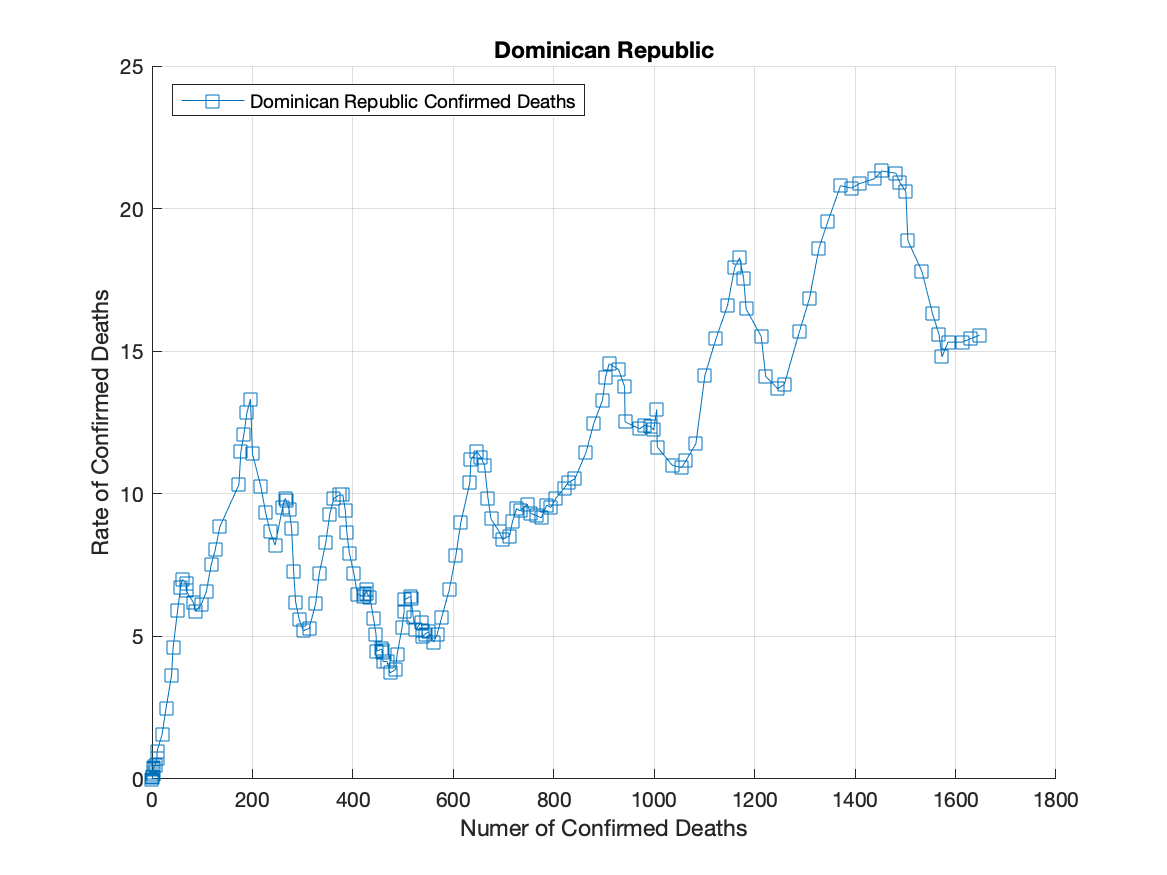 Dominican Republic
Dominican Republic Confirmed Deaths
Rate of Confirmed Deaths
25
20
15
10
5
0
0 200 400 600 800 1000 1200 1400 1600 1800
Numer of Confirmed Deaths